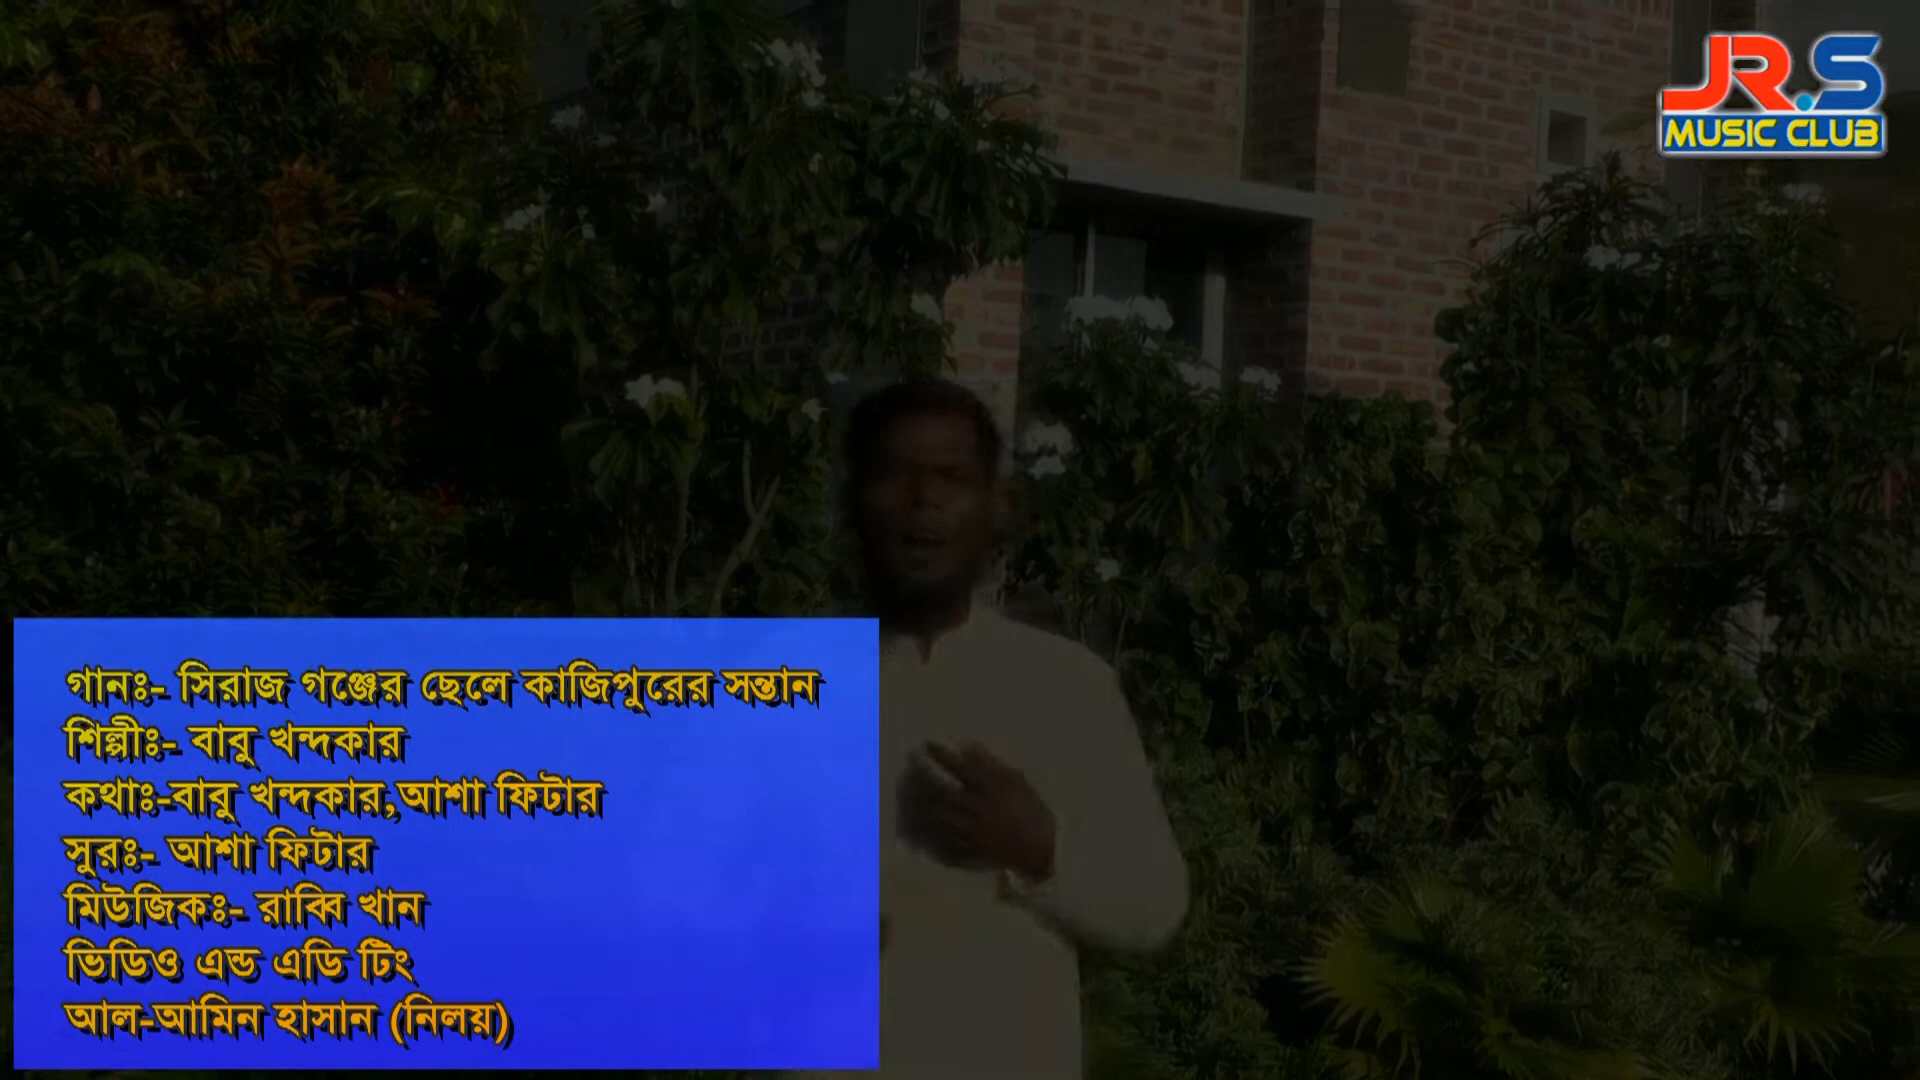 JR.S
MUSIC CLUB
গানঃ- সিরাজ গঞ্জের ছেলে কাজিপুরের সন্তান
শিল্পীঃ- বাবু খন্দকার
কথাঃ-বাবু খন্দকার,আশা ফিটার
সুরঃ- আশা ফিটার
মিউজিকঃ- রাব্বি খান
ভিডিও এন্ড এডি টিং
আল-আমিন হাসান (নিলয়)